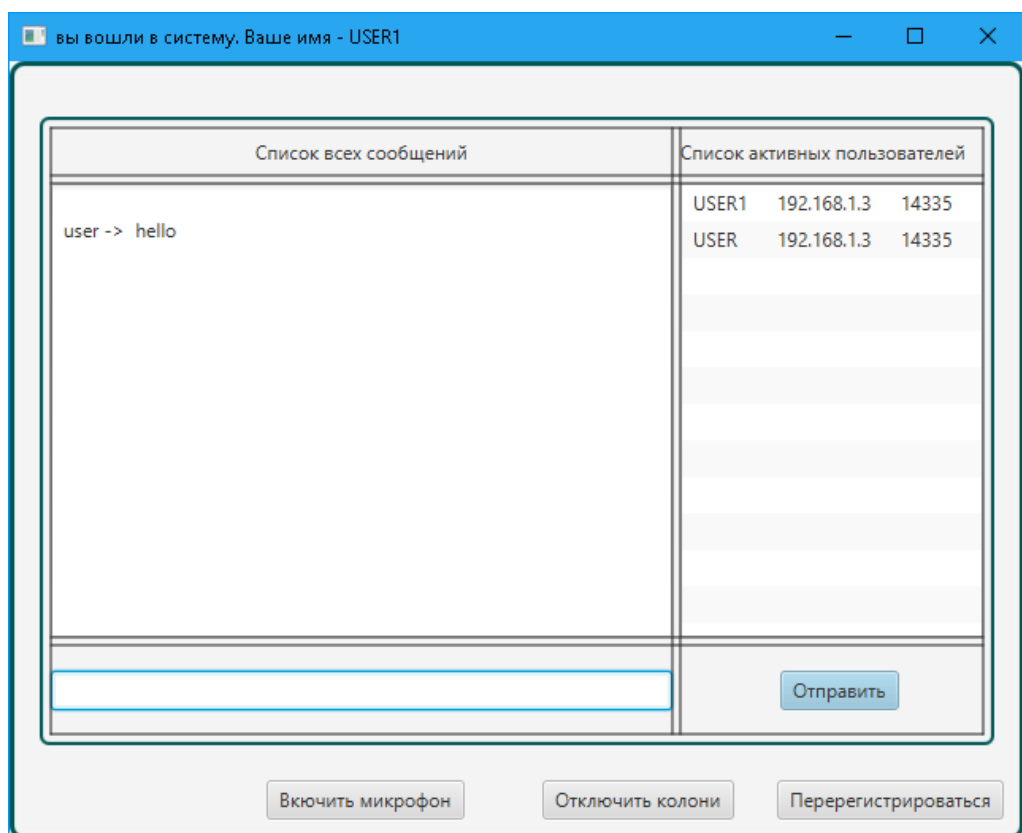 вы вошли в систему. Ваше имя - USER1
Список всех сообщений
Список активных пользователей
user -> hello
USER1 192.168.1.3 14335
USER 192.168.1.3 14335
Отправить
Вкючить микрофон
Отключить колони
Перерегистрироваться